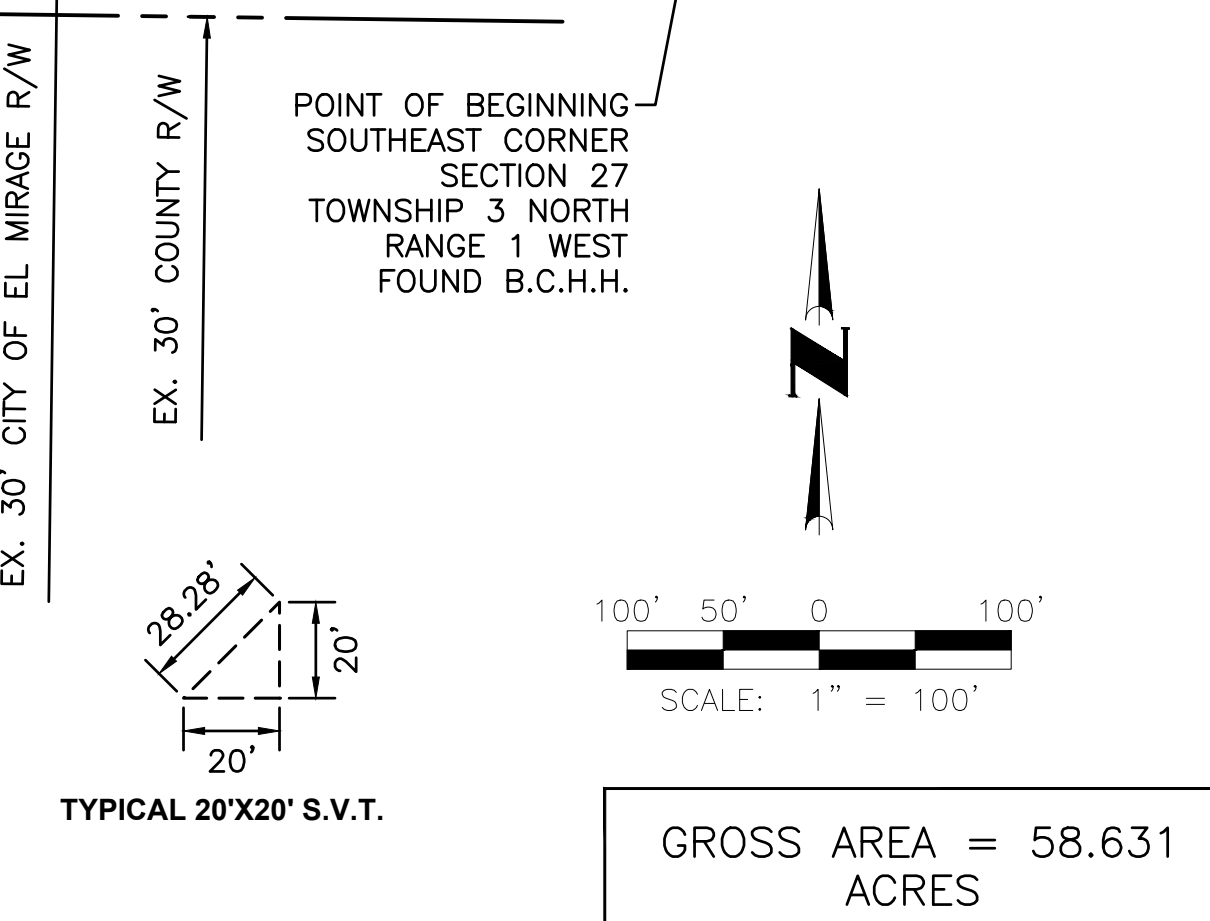 EX. 30' CITY OF EL MIRAGE R/W
EX. 30' COUNTY R/W
POINT OF BEGINNING
SOUTHEAST CORNER
SECTION 27
TOWNSHIP 3 NORTH
RANGE 1 WEST
FOUND B.C.H.H.
N
28.28'
20'
20'
TYPICAL 20'X20' S.V.T.
100' 50' 0 100'
SCALE: 1" = 100'
GROSS AREA = 58.631
ACRES